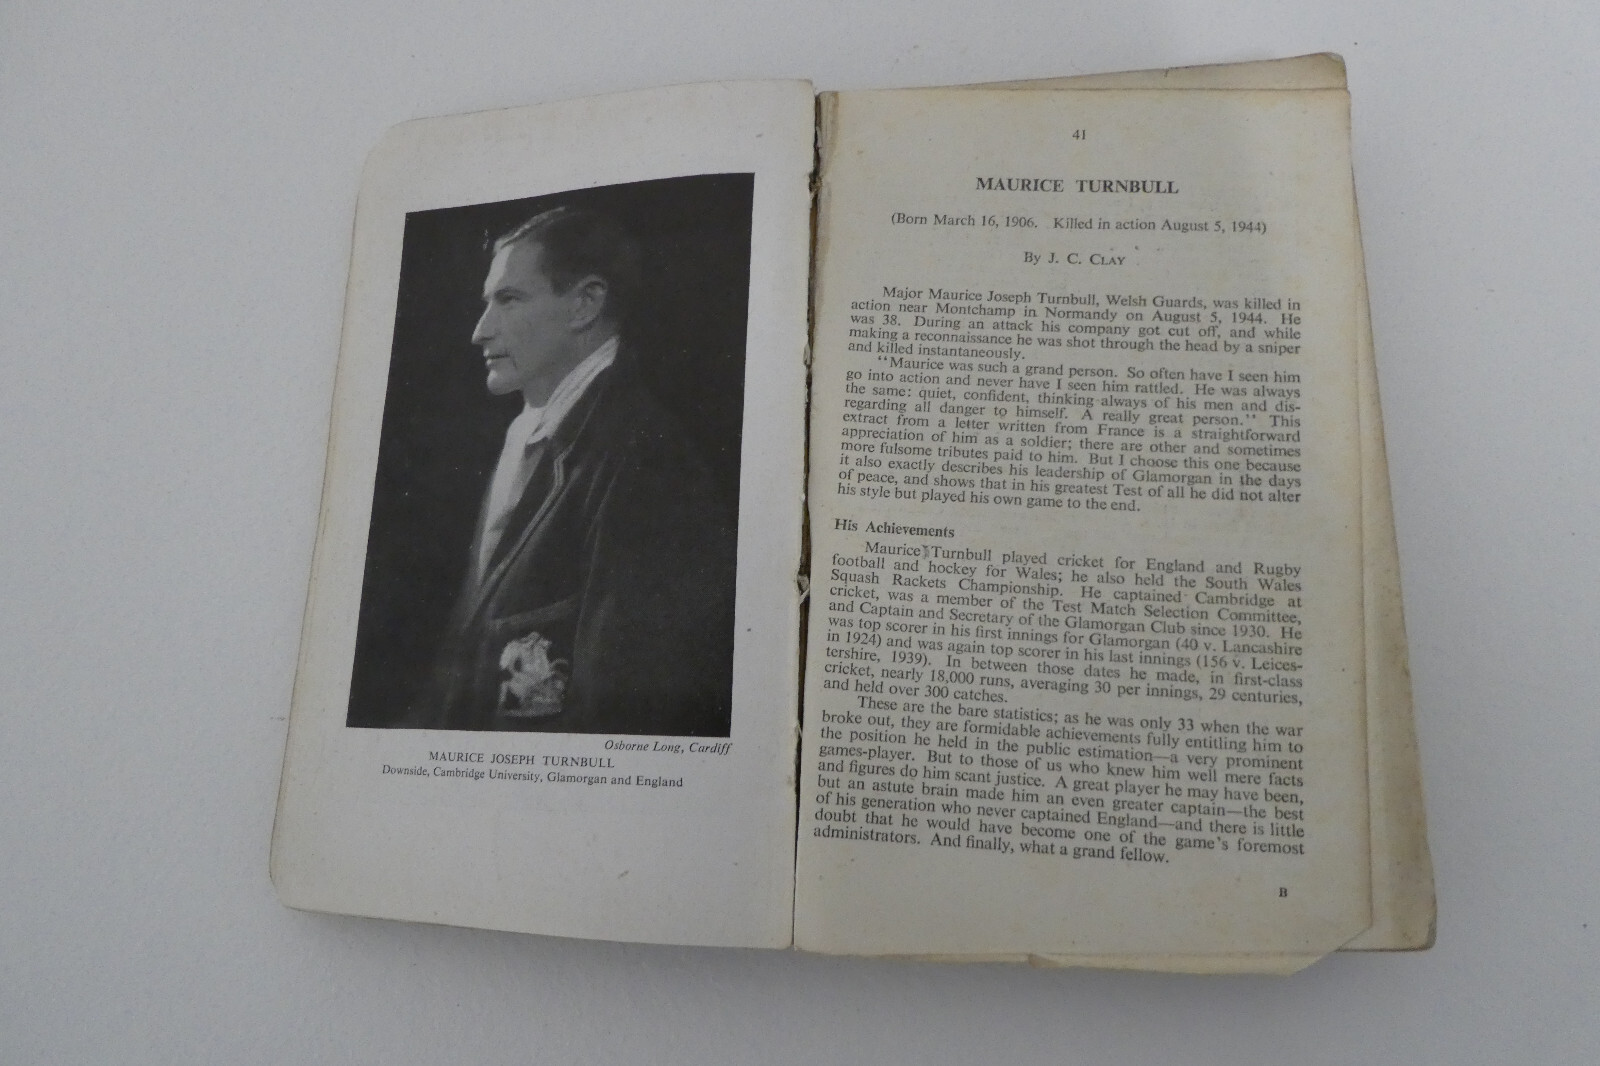 Osborne Long, Cardiff
MAURICE JOSEPH TURNBULL
Downside, Cambridge University, Glamorgan and England
41
MAURICE TURNBULL
(Born March 16, 1906. Killed in action August 5, 1944)
By J. C. CLAY
Major Maurice Joseph Turnbull, Welsh Guards, was killed in
action near Montchamp in Normandy on August 5, 1944. He
was 38. During an attack his company got cut off, and while
making a reconnaissance he was shot through the head by a sniper
and killed instantaneously.
"Maurice was such a grand person. So often have I seen him
go into action and never have I seen him rattled. He was always
the same: quiet, confident, thinking always of his men and dis-
regarding all danger to himself. A really great person." This
extract from a letter written from France is a straightforward
appreciation of him as a soldier; there are other and sometimes
more fulsome tributes paid to him. But I choose this one because
it also exactly describes his leadership of Glamorgan in the days
of peace, and shows that in his greatest Test of all he did not alter
his style but played his own game to the end.
His Achievements
Maurice Turnbull played cricket for England and Rugby
football and hockey for Wales; he also held the South Wales
Squash Rackets Championship. He captained Cambridge at
cricket, was a member of the Test Match Selection Committee,
and Captain and Secretary of the Glamorgan Club since 1930. He
was top scorer in his first innings for Glamorgan (40 v. Lancashire
in 1924) and was again top scorer in his last innings (156 v. Leices-
tershire, 1939). In between those dates he made, in first-class
cricket, nearly 18,000 runs, averaging 30 per innings, 29 centuries,
and held over 300 catches.
These are the bare statistics; as he was only 33 when the war
broke out, they are formidable achievements fully entitling him to
the position he held in the public estimation—a very prominent
games-player. But to those of us who knew him well mere facts
and figures do him scant justice. A great player he may have been,
but an astute brain made him an even greater captain—the best
of his generation who never captained England—and there is little
doubt that he would have become one of the game's foremost
administrators. And finally, what a grand fellow.
B